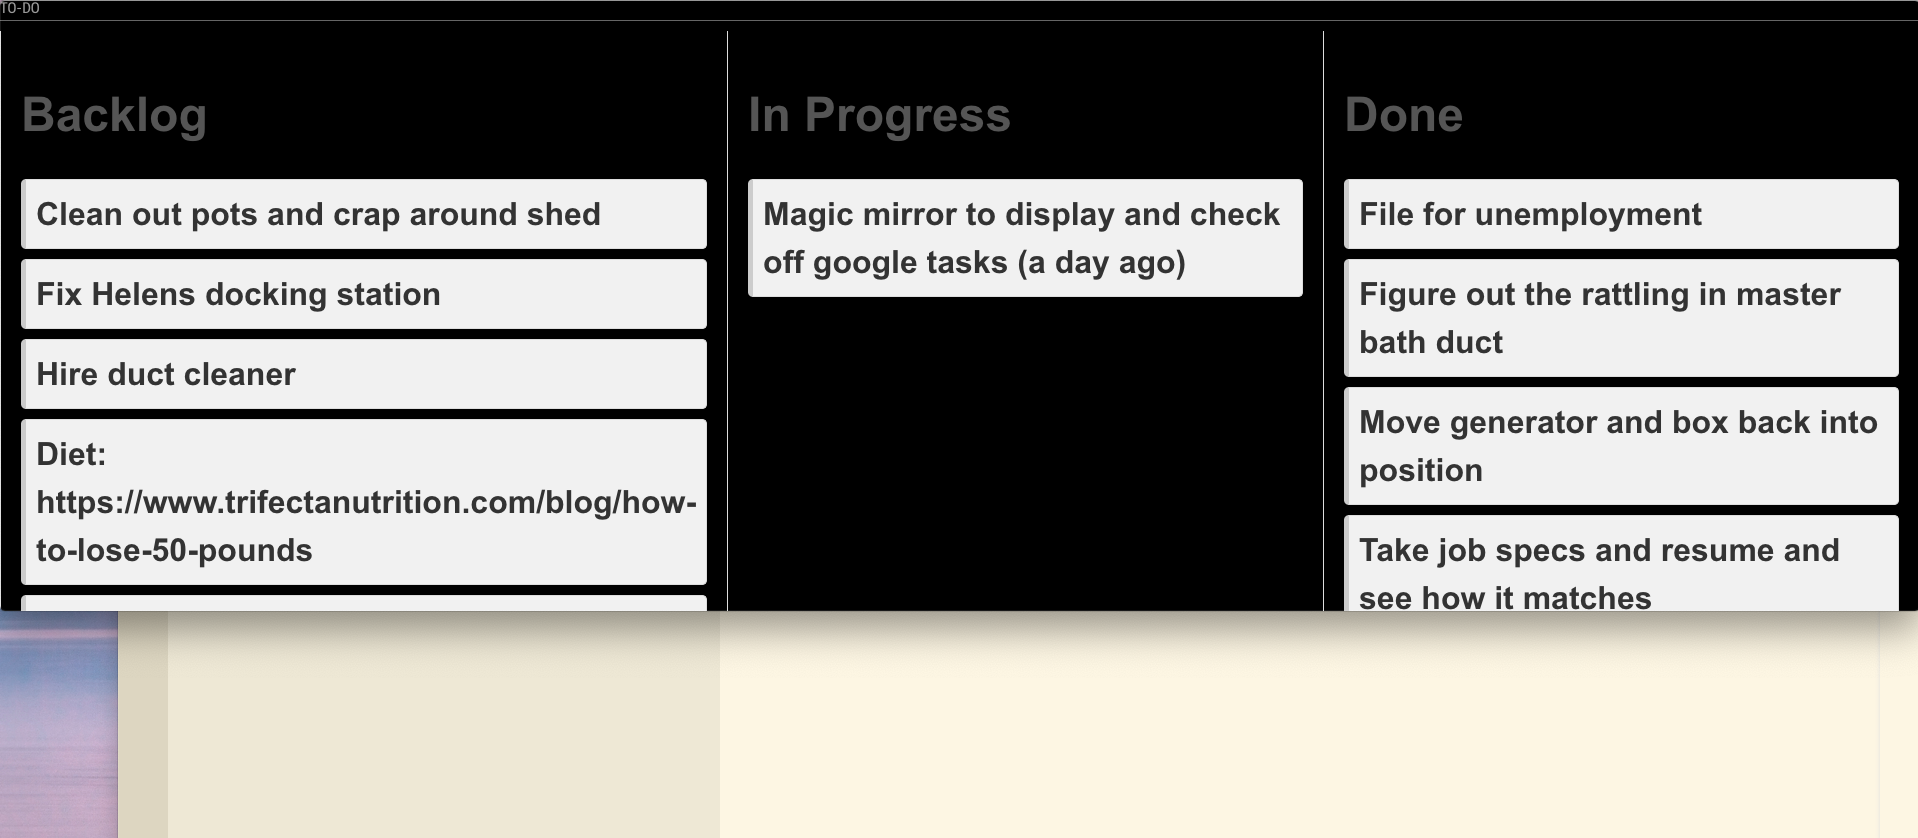 TO-DO
Backlog
Clean out pots and crap around shed
Fix Helens docking station
Hire duct cleaner
Diet:
https://www.trifectanutrition.com/blog/how-
to-lose-50-pounds
In Progress
Magic mirror to display and check
off google tasks (a day ago)
Done
File for unemployment
Figure out the rattling in master
bath duct
Move generator and box back into
position
Take job specs and resume and
see how it matches